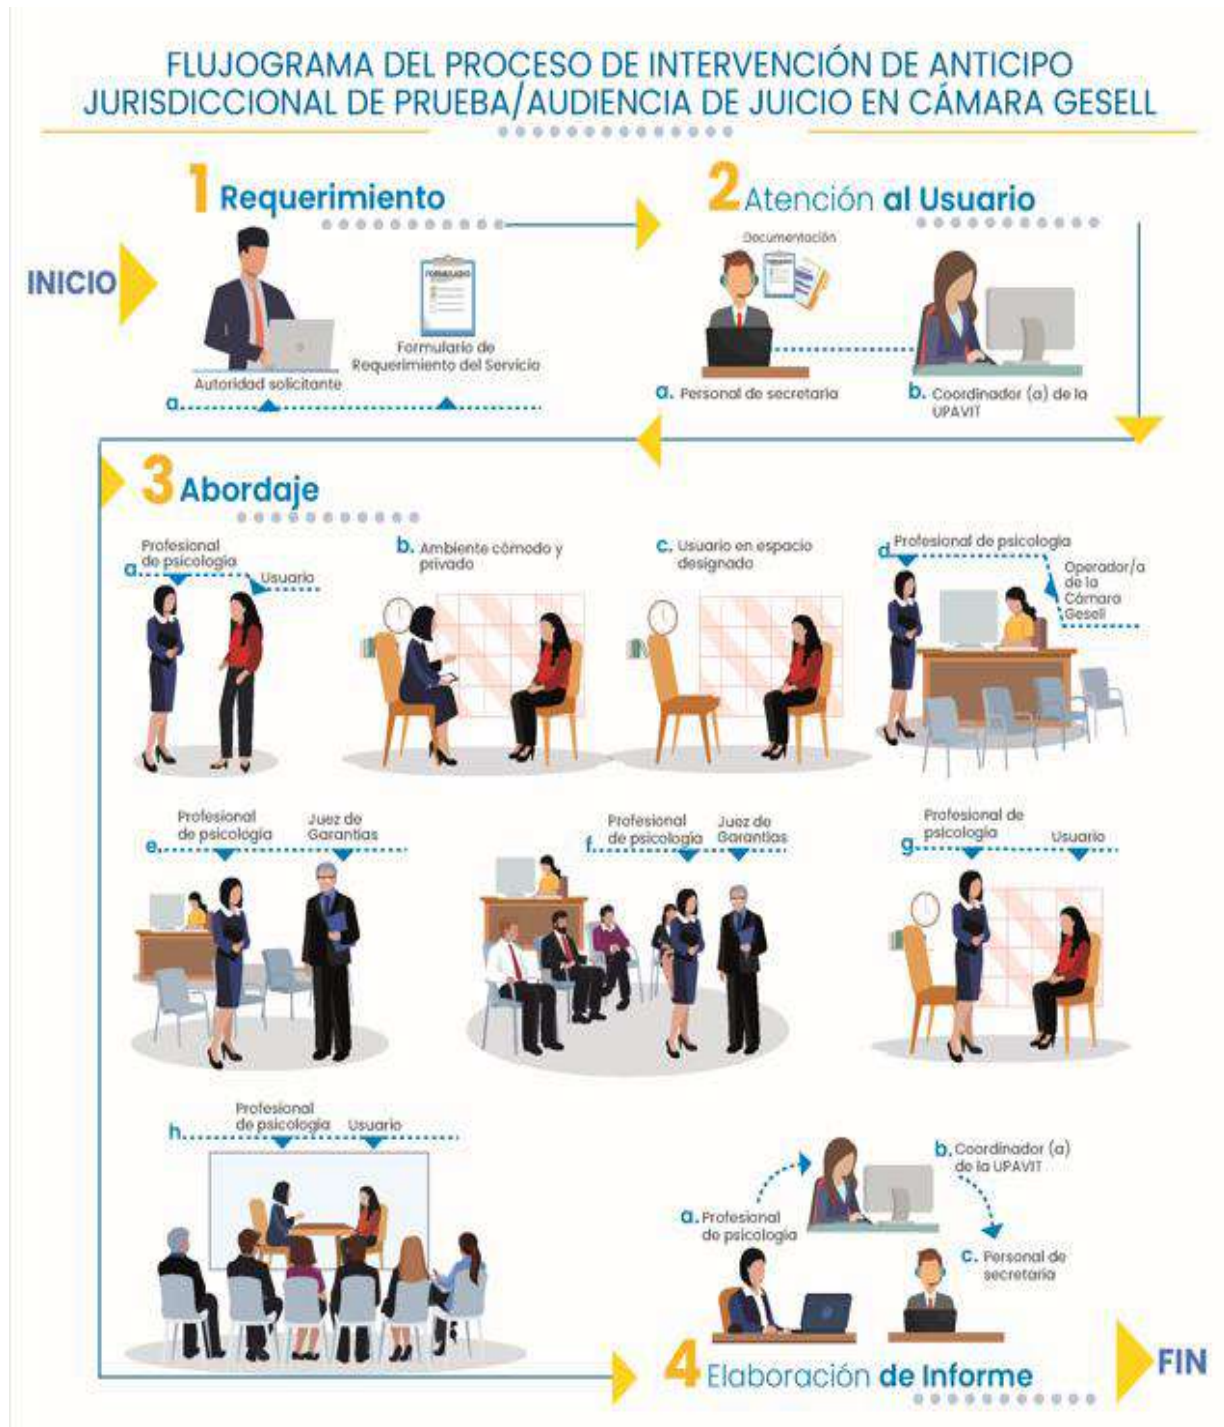 FLUJOGRAMA DEL PROCESO DE INTERVENCIÓN DE ANTICIPO
JURISDICCIONAL DE PRUEBA/AUDIENCIA DE JUICIO EN CÁMARA GESELL
1 Requerimiento
2 Atención al Usuario
INICIO
Documentación
FORMULARIO
Formulario de
Requerimiento del Servicio
Autoridad solicitante
a.
a. Personal de secretaría
b. Coordinador (a) de la
UPAVIT
3 Abordaje
a. Profesional
de psicología
Usuario
b. Ambiente cómodo y
privado
c. Usuario en espacio
designado
d. Profesional de psicología
Operador/a
de la
Cámara
Gesell
e. Profesional
de psicología
Juez de
Garantías
f. Profesional
de psicología
Juez de
Garantías
g. Profesional de
psicología
Usuario
h. Profesional
de psicología
Usuario
a. Profesional
de psicología
b. Coordinador (a)
de la UPAVIT
c. Personal de
secretaría
4 Elaboración de Informe
FIN